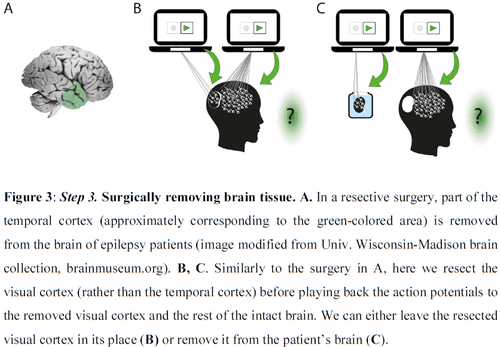 A
B
C
?
?
Figure 3: Step 3. Surgically removing brain tissue. A. In a resective surgery, part of the
temporal cortex (approximately corresponding to the green-colored area) is removed
from the brain of epilepsy patients (image modified from Univ. Wisconsin-Madison brain
collection, brainmuseum.org). B, C. Similarly to the surgery in A, here we resect the
visual cortex (rather than the temporal cortex) before playing back the action potentials
to the removed visual cortex and the rest of the intact brain. We can either leave the
resected visual cortex in its place (B) or remove it from the patient's brain (C).